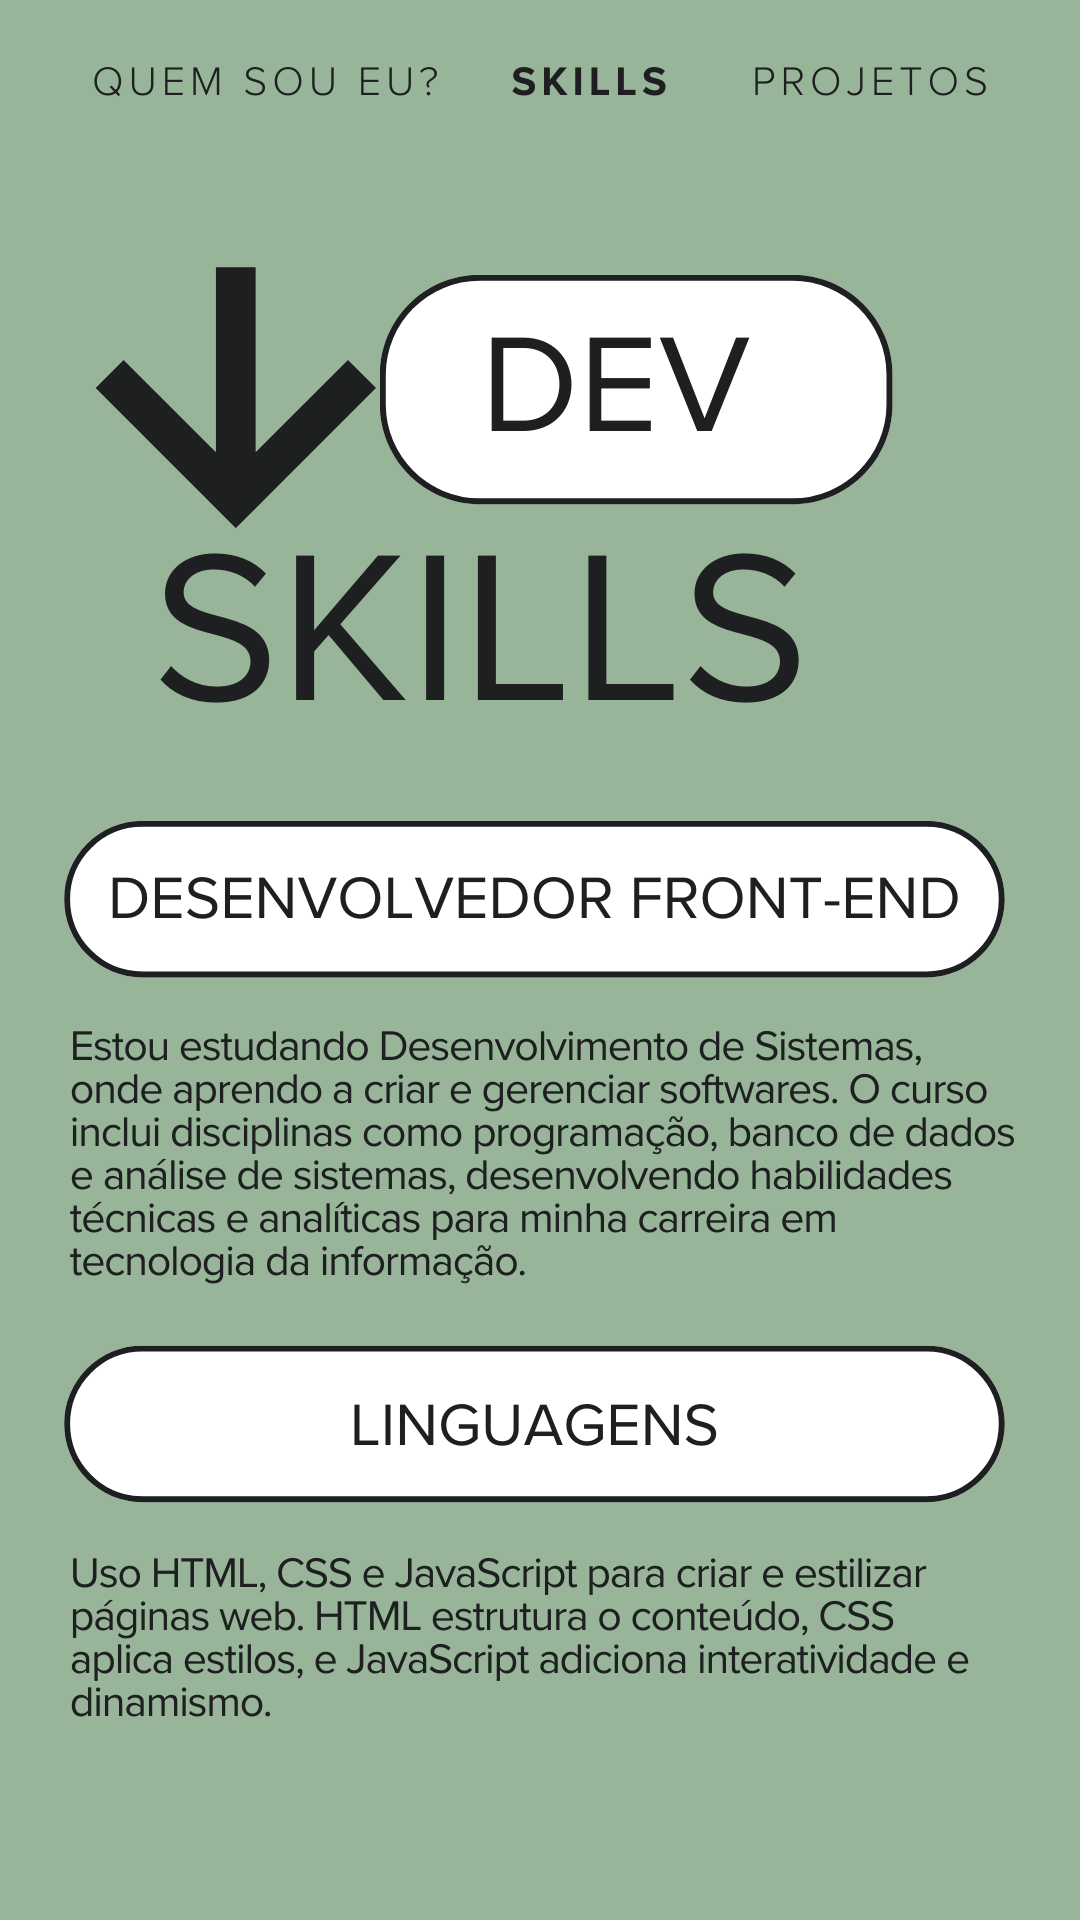 QUEM SOU EU? SKILLS PROJETOS
DEV
SKILLS
DESENVOLVEDOR FRONT-END
Estou estudando Desenvolvimento de Sistemas,
onde aprendo a criar e gerenciar softwares. O curso
inclui disciplinas como programação, banco de dados
e análise de sistemas, desenvolvendo habilidades
técnicas e analíticas para minha carreira em
tecnologia da informação.
LINGUAGENS
Uso HTML, CSS e JavaScript para criar e estilizar
páginas web. HTML estrutura o conteúdo, CSS
aplica estilos, e JavaScript adiciona interatividade e
dinamismo.